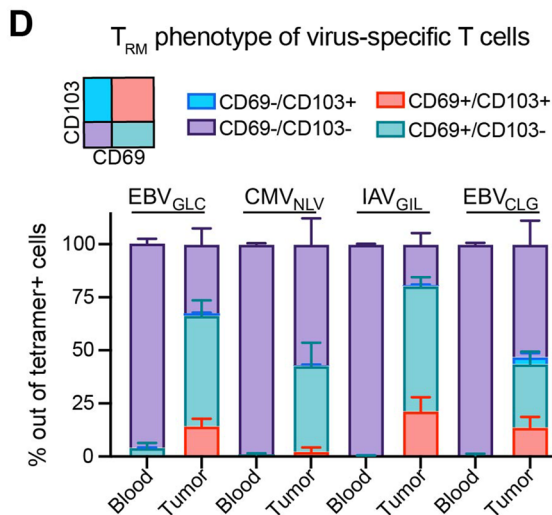 D
T_RM phenotype of virus-specific T cells
CD103
CD69
CD69-/CD103+
CD69+/CD103+
CD69-/CD103-
CD69+/CD103-
EBV_GLC
CMV_NLV
IAV_GIL
EBV_CLG
% out of tetramer+ cells
100
75
50
25
0
Blood
Tumor
Blood
Tumor
Blood
Tumor
Blood
Tumor